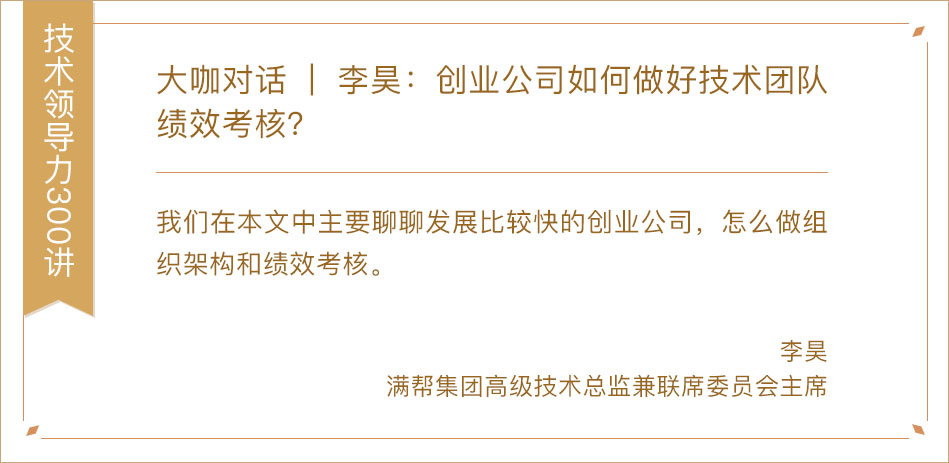 技术领导力300讲
大咖对话 | 李昊：创业公司如何做好技术团队
绩效考核？
我们在本文中主要聊聊发展比较快的创业公司，怎么做组
织架构和绩效考核。
李昊
满帮集团高级技术总监兼联席委员会主席